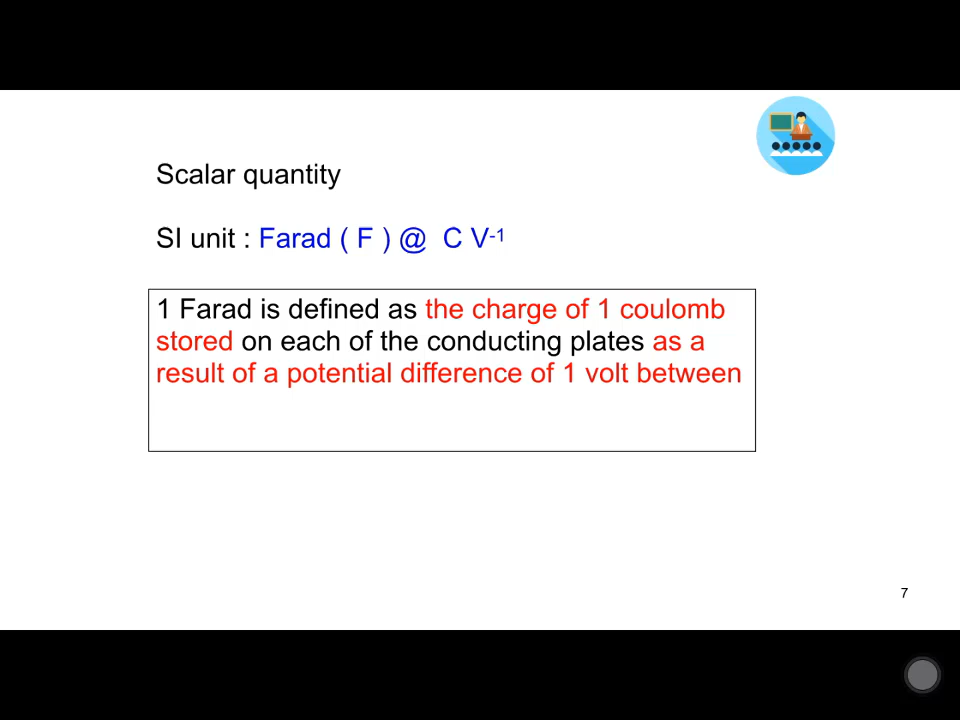 Scalar quantity
SI unit : Farad ( F ) @ C V-1
1 Farad is defined as the charge of 1 coulomb
stored on each of the conducting plates as a
result of a potential difference of 1 volt between
7